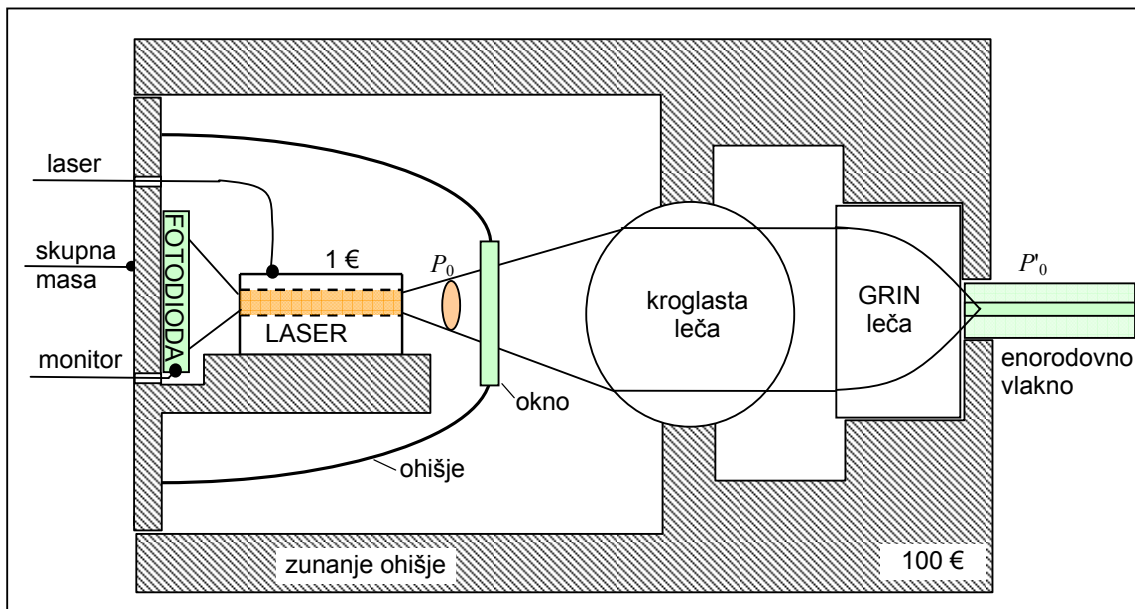 laser
skupna
masa
monitor
FOTODIODA
1 €
LASER
P₀
okno
ohišje
kroglasta
leča
GRIN
leča
P'₀
enorodovno
vlakno
zunanje ohišje
100 €